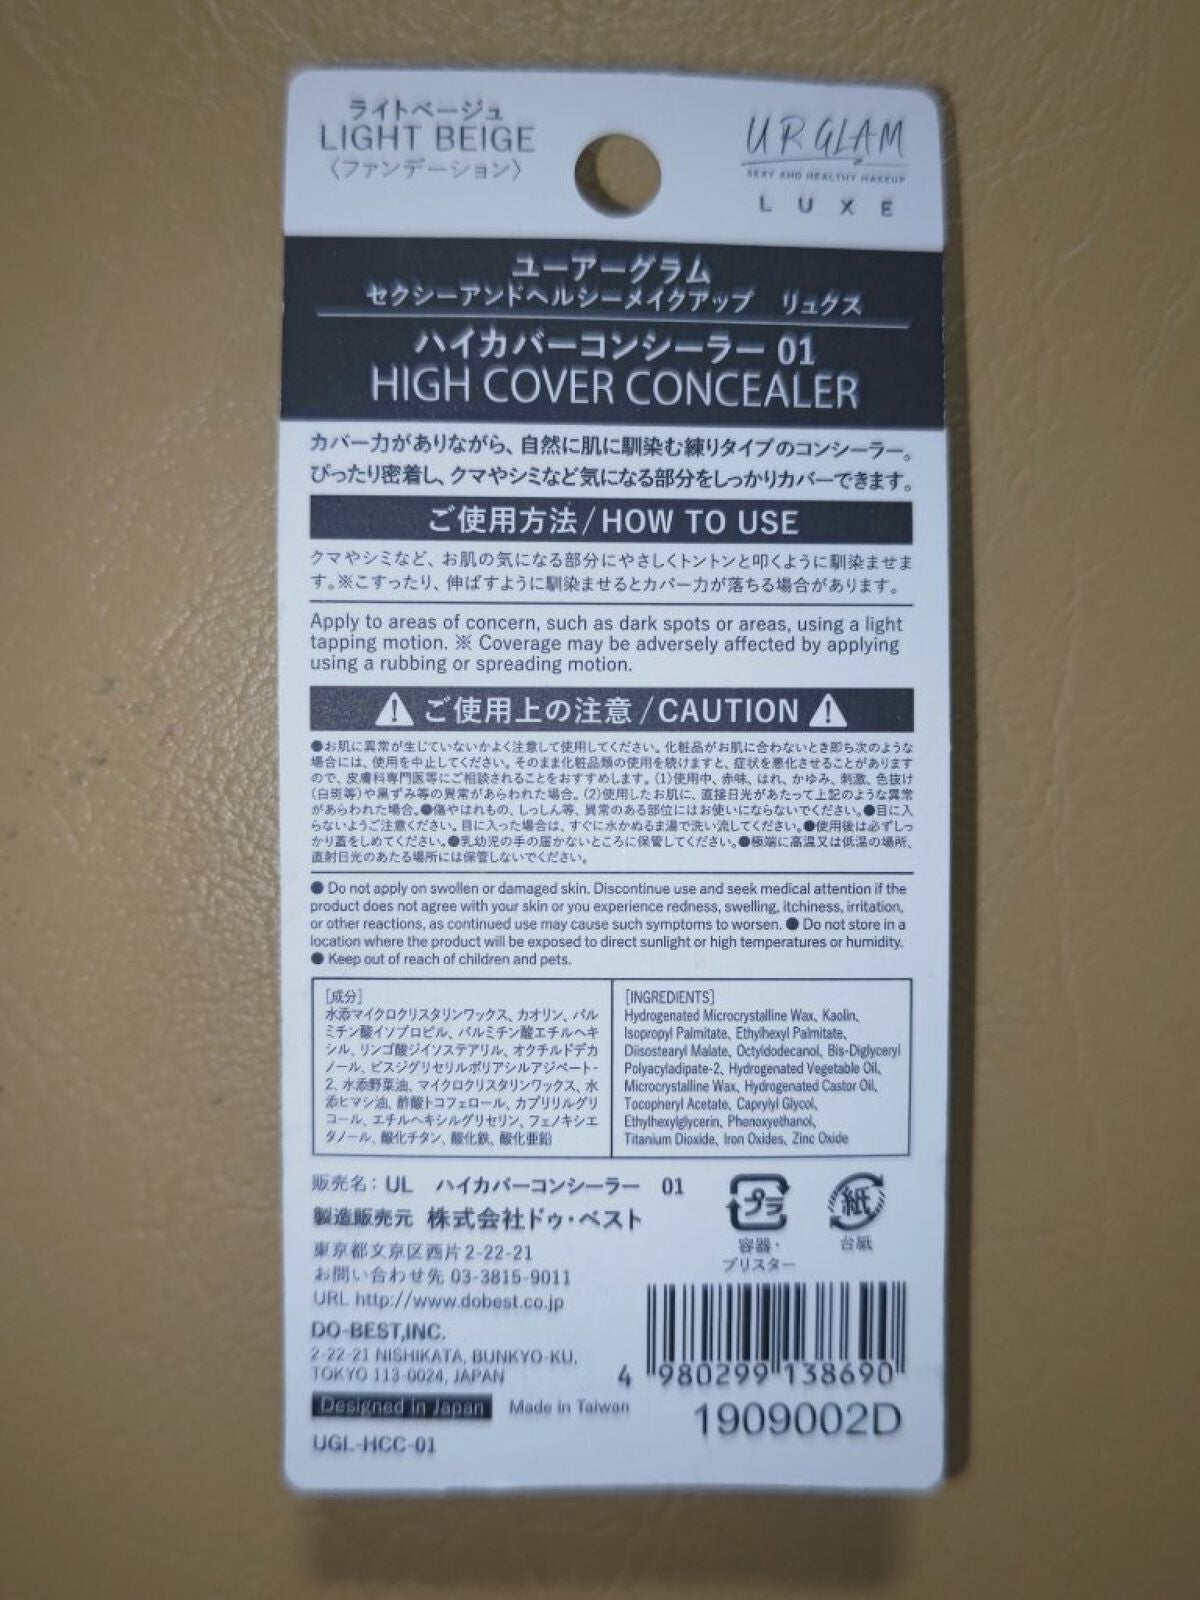 ライトベージュ
LIGHT BEIGE
〈ファンデーション〉
UR GLAM
SEXY AND HEALTHY MAKEUP
LUXE
ユーアーグラム
セクシーアンドヘルシーメイクアップ リュクス
ハイカバーコンシーラー 01
HIGH COVER CONCEALER
カバー力がありながら、自然に肌に馴染む練りタイプのコンシーラー。
ぴったり密着し、クマやシミなど気になる部分をしっかりカバーできます。
ご使用方法/HOW TO USE
クマやシミなど、お肌の気になる部分にやさしくトントンと叩くように馴染ませま
す。※こすったり、伸ばすように馴染ませるとカバー力が落ちる場合があります。
Apply to areas of concern, such as dark spots or areas, using a light
tapping motion. ※ Coverage may be adversely affected by applying
using a rubbing or spreading motion.
ご使用上の注意/CAUTION
●お肌に異常が生じていないかよく注意して使用してください。化粧品がお肌に合わないとき即ち次のような
場合には、使用を中止してください。そのまま化粧品類の使用を続けますと、症状を悪化させることがあります
ので、皮膚科専門医等にご相談されることをおすすめします。(1)使用中、赤味、はれ、かゆみ、刺激、色抜け
(白斑等)や黒ずみ等の異常があらわれた場合。(2)使用したお肌に、直接日光があたって上記のような異常
があらわれた場合。●傷やはれもの、しっしん等、異常のある部位にはお使いにならないでください。●目に入
らないようご注意ください。目に入った場合は、すぐに水かぬるま湯で洗い流してください。●使用後は必ずしっ
かり蓋をしめてください。●乳幼児の手の届かないところに保管してください。●極端に高温又は低温の場所、
直射日光のあたる場所には保管しないでください。
● Do not apply on swollen or damaged skin. Discontinue use and seek medical attention if the
product does not agree with your skin or you experience redness, swelling, itchiness, irritation,
or other reactions, as continued use may cause such symptoms to worsen. ● Do not store in a
location where the product will be exposed to direct sunlight or high temperatures or humidity.
● Keep out of reach of children and pets.
[成分]
水添マイクロクリスタリンワックス、カオリン、パル
ミチン酸イソプロピル、パルミチン酸エチルヘキ
シル、リンゴ酸ジイソステアリル、オクチルドデカ
ノール、ビスジグリセリルポリアシルアジペート-
2、水添野菜油、マイクロクリスタリンワックス、水
添ヒマシ油、酢酸トコフェロール、カプリリルグリ
コール、エチルヘキシルグリセリン、フェノキシエ
タノール、酸化チタン、酸化鉄、酸化亜鉛
[INGREDIENTS]
Hydrogenated Microcrystalline Wax, Kaolin,
Isopropyl Palmitate, Ethylhexyl Palmitate,
Diisostearyl Malate, Octyldodecanol, Bis-Diglyceryl
Polyacyladipate-2, Hydrogenated Vegetable Oil,
Microcrystalline Wax, Hydrogenated Castor Oil,
Tocopheryl Acetate, Caprylyl Glycol,
Ethylhexylglycerin, Phenoxyethanol,
Titanium Dioxide, Iron Oxides, Zinc Oxide
販売名：UL ハイカバーコンシーラー 01
製造販売元 株式会社ドゥ・ベスト
東京都文京区西片2-22-21
お問い合わせ先 03-3815-9011
URL http://www.dobest.co.jp
DO-BEST,INC.
2-22-21 NISHIKATA, BUNKYO-KU,
TOKYO 113-0024, JAPAN
Designed in Japan Made in Taiwan
UGL-HCC-01
プラ
容器・
ブリスター
紙
台紙
4 980299 138690
1909002D